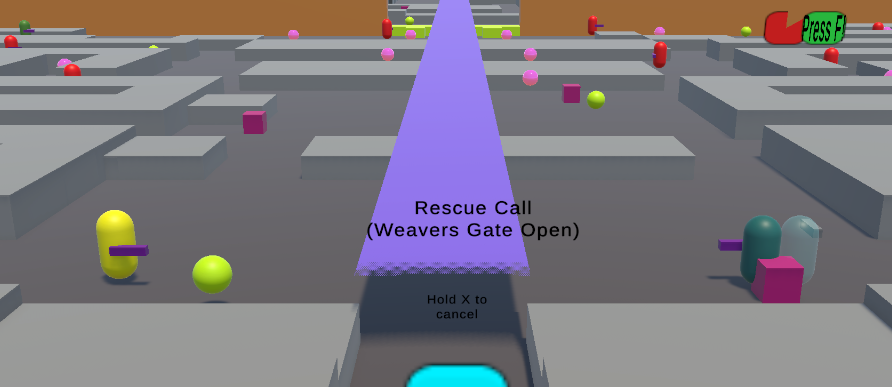 Press F!
Rescue Call
(Weavers Gate Open)
Hold X to
cancel